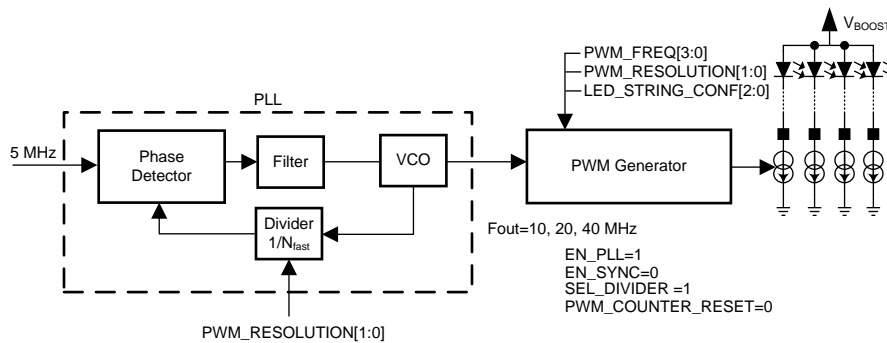 V_BOOST
PWM_FREQ[3:0]
PWM_RESOLUTION[1:0]
LED_STRING_CONF[2:0]
PLL
5 MHz
Phase
Detector
Filter
VCO
PWM Generator
Divider
1/N_fast
Fout=10, 20, 40 MHz
EN_PLL=1
EN_SYNC=0
SEL_DIVIDER =1
PWM_COUNTER_RESET=0
PWM_RESOLUTION[1:0]